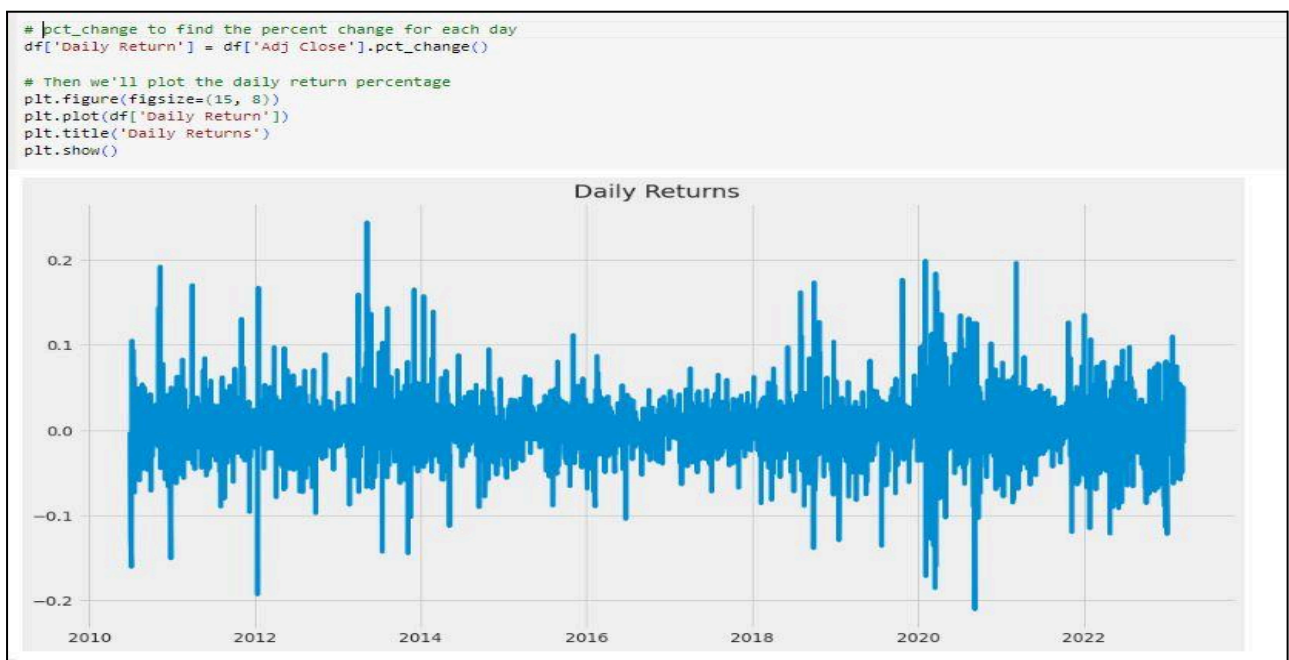 # pct_change to find the percent change for each day
df['Daily Return'] = df['Adj Close'].pct_change()
# Then we'll plot the daily return percentage
plt.figure(figsize=(15, 8))
plt.plot(df['Daily Return'])
plt.title('Daily Returns')
plt.show()
Daily Returns
0.2
0.1
0.0
−0.1
−0.2
2010 2012 2014 2016 2018 2020 2022